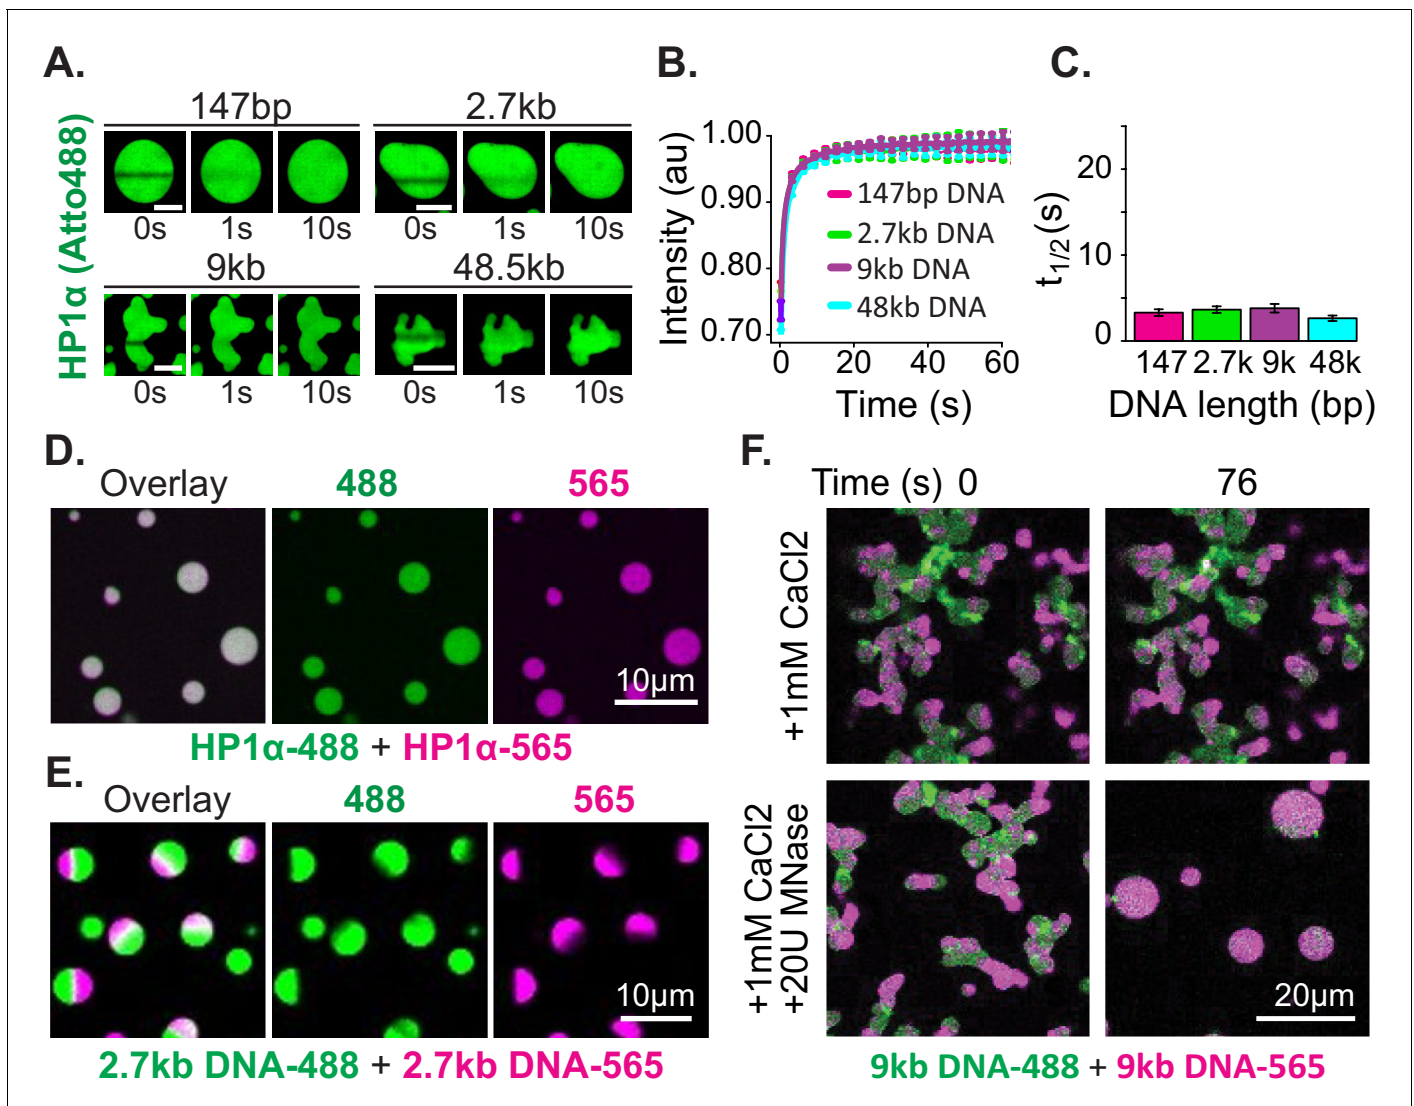 A.
HP1α (Atto488)
147bp
2.7kb
0s 1s 10s
0s 1s 10s
9kb
48.5kb
0s 1s 10s
0s 1s 10s
B.
Intensity (au)
1.00
0.90
0.80
0.70
147bp DNA
2.7kb DNA
9kb DNA
48kb DNA
0 20 40 60
Time (s)
C.
t1/2 (s)
20
10
0
147 2.7k 9k 48k
DNA length (bp)
D.
Overlay 488 565
10μm
HP1α-488 + HP1α-565
E.
Overlay 488 565
10μm
2.7kb DNA-488 + 2.7kb DNA-565
F.
Time (s) 0 76
+1mM CaCl2
+1mM CaCl2
+20U MNase
20μm
9kb DNA-488 + 9kb DNA-565